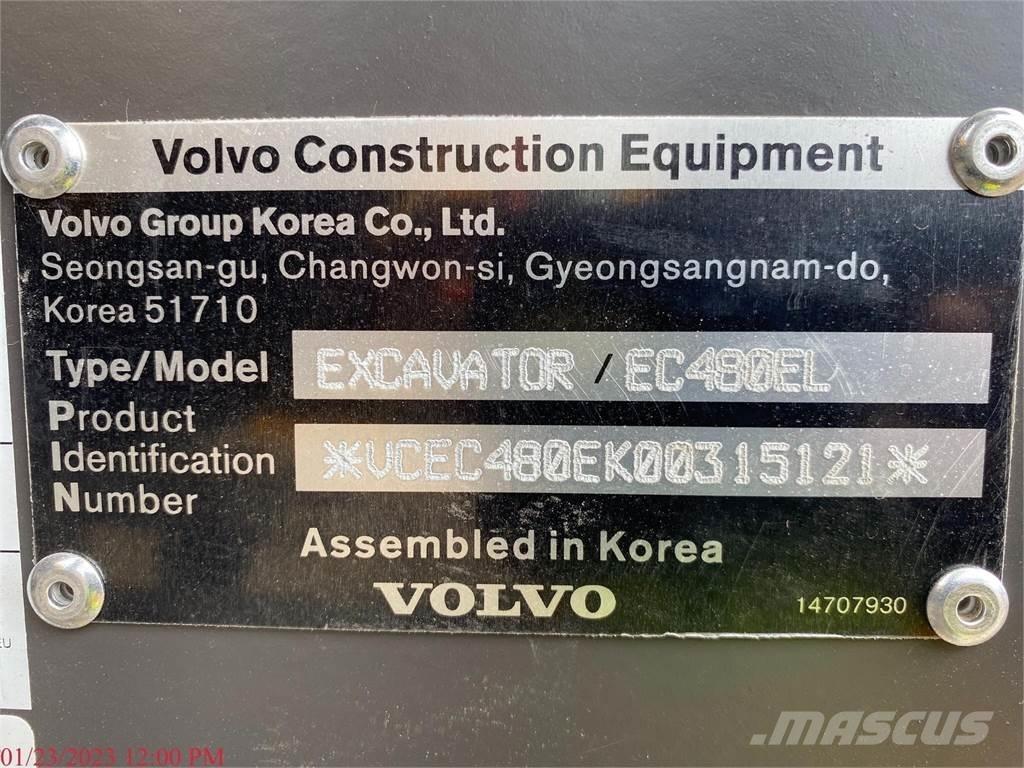 Volvo Construction Equipment
Volvo Group Korea Co., Ltd.
Seongsan-gu, Changwon-si, Gyeongsangnam-do,
Korea 51710
Type/Model EXCAVATOR / EC480EL
Product
Identification *VCEC480EK00315121*
Number
Assembled in Korea
VOLVO 14707930
EU
MASCUS
01/23/2023 12:00 PM